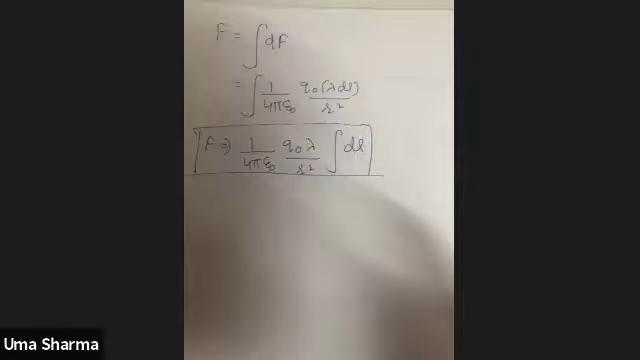 F = ∫dF
= ∫ 1/4πε₀ q₀(λdl)/r²
F ⇒ 1/4πε₀ q₀λ/r² ∫dl
Uma Sharma